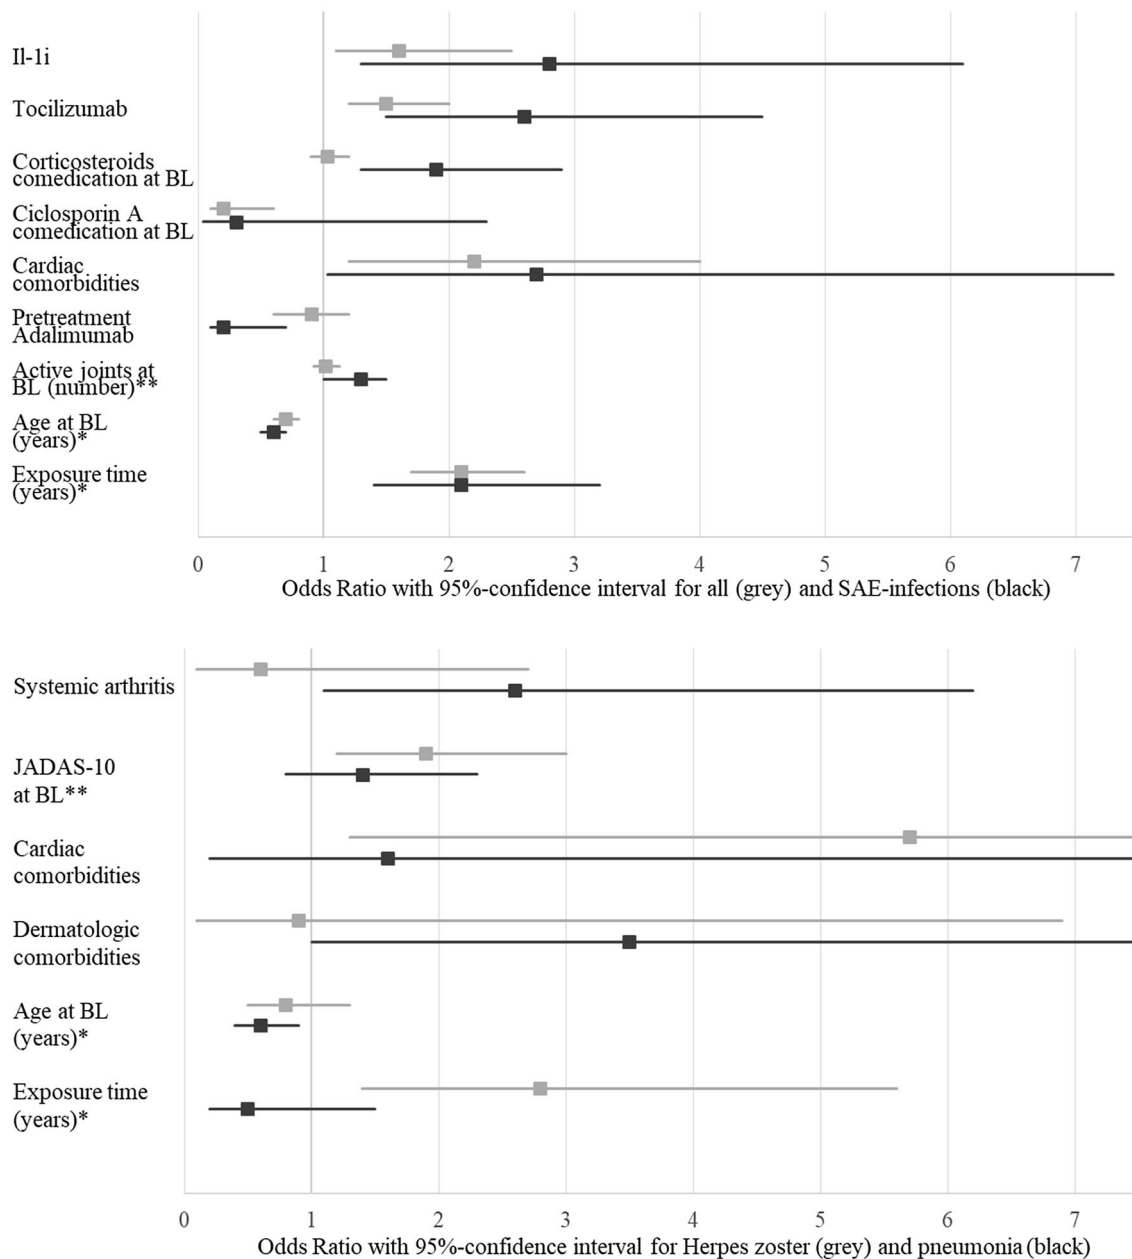 Il-1i
Tocilizumab
Corticosteroids
comedication at BL
Ciclosporin A
comedication at BL
Cardiac
comorbidities
Pretreatment
Adalimumab
Active joints at
BL (number)**
Age at BL
(years)*
Exposure time
(years)*
0 1 2 3 4 5 6 7
Odds Ratio with 95%-confidence interval for all (grey) and SAE-infections (black)
Systemic arthritis
JADAS-10
at BL**
Cardiac
comorbidities
Dermatologic
comorbidities
Age at BL
(years)*
Exposure time
(years)*
0 1 2 3 4 5 6 7
Odds Ratio with 95%-confidence interval for Herpes zoster (grey) and pneumonia (black)